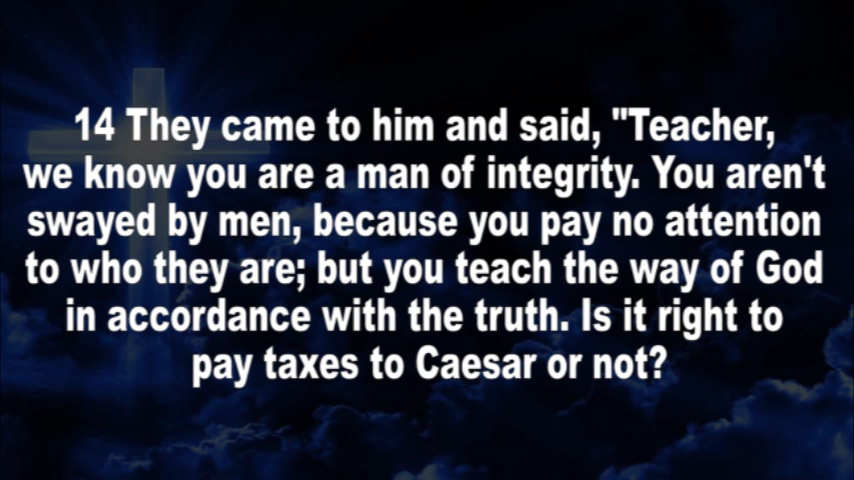 14 They came to him and said, "Teacher,
we know you are a man of integrity. You aren't
swayed by men, because you pay no attention
to who they are; but you teach the way of God
in accordance with the truth. Is it right to
pay taxes to Caesar or not?